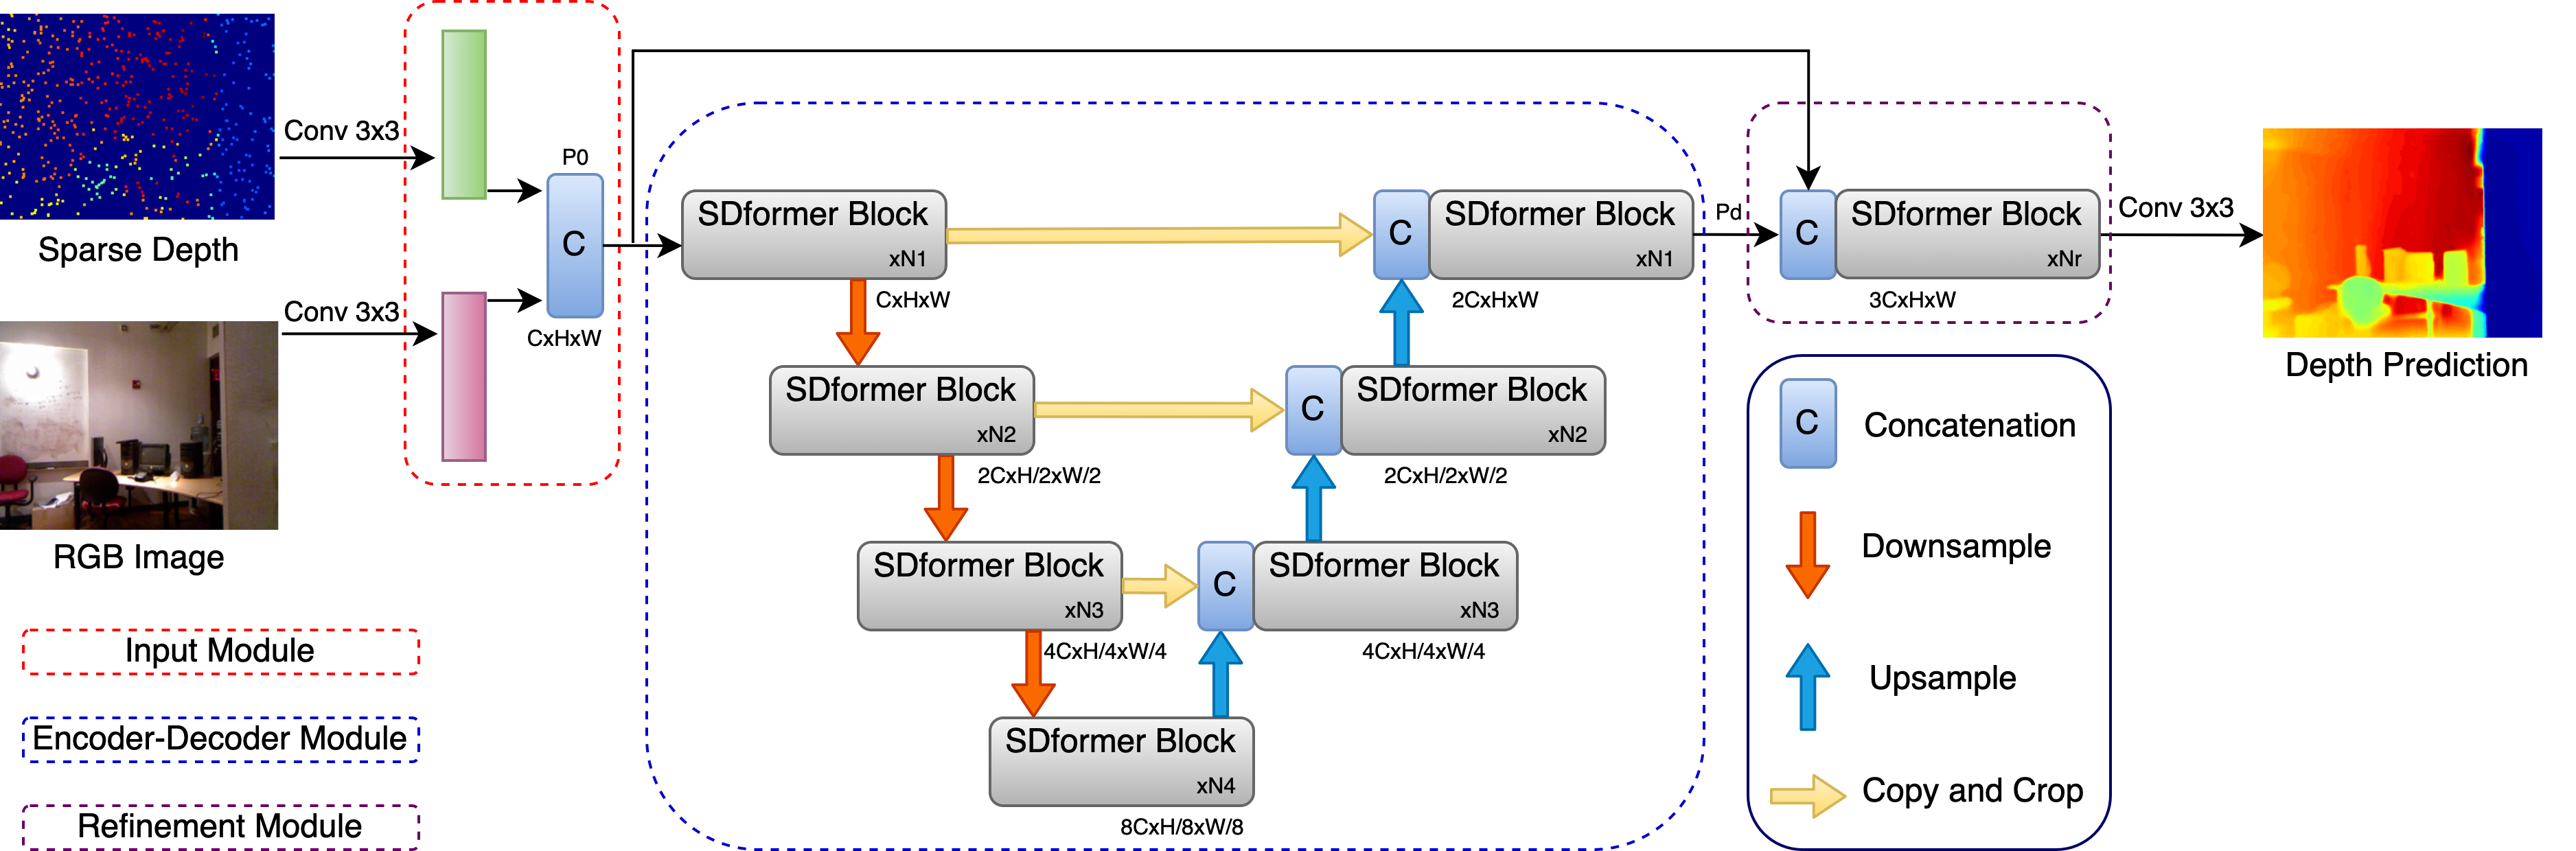 Sparse Depth
Conv 3x3
RGB Image
Conv 3x3
P0
C
CxHxW
SDformer Block
xN1
CxHxW
SDformer Block
xN2
2CxH/2xW/2
SDformer Block
xN3
4CxH/4xW/4
SDformer Block
xN4
8CxH/8xW/8
C
SDformer Block
xN3
4CxH/4xW/4
C
SDformer Block
xN2
2CxH/2xW/2
C
SDformer Block
xN1
2CxHxW
Pd
C
SDformer Block
xNr
3CxHxW
Conv 3x3
Depth Prediction
Input Module
Encoder-Decoder Module
Refinement Module
C
Concatenation
Downsample
Upsample
Copy and Crop